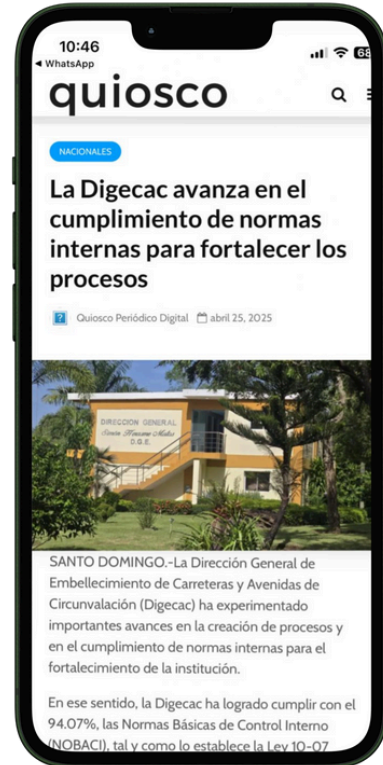 10:46
WhatsApp
68
quiosco
NACIONALES
La Digecac avanza en el
cumplimiento de normas
internas para fortalecer los
procesos
Quiosco Periódico Digital abril 25, 2025
DIRECCION GENERAL
D.G.E.
SANTO DOMINGO.-La Dirección General de
Embellecimiento de Carreteras y Avenidas de
Circunvalación (Digecac) ha experimentado
importantes avances en la creación de procesos y
en el cumplimiento de normas internas para el
fortalecimiento de la institución.
En ese sentido, la Digecac ha logrado cumplir con el
94.07%, las Normas Básicas de Control Interno
(NOBACI), tal y como lo establece la Ley 10-07